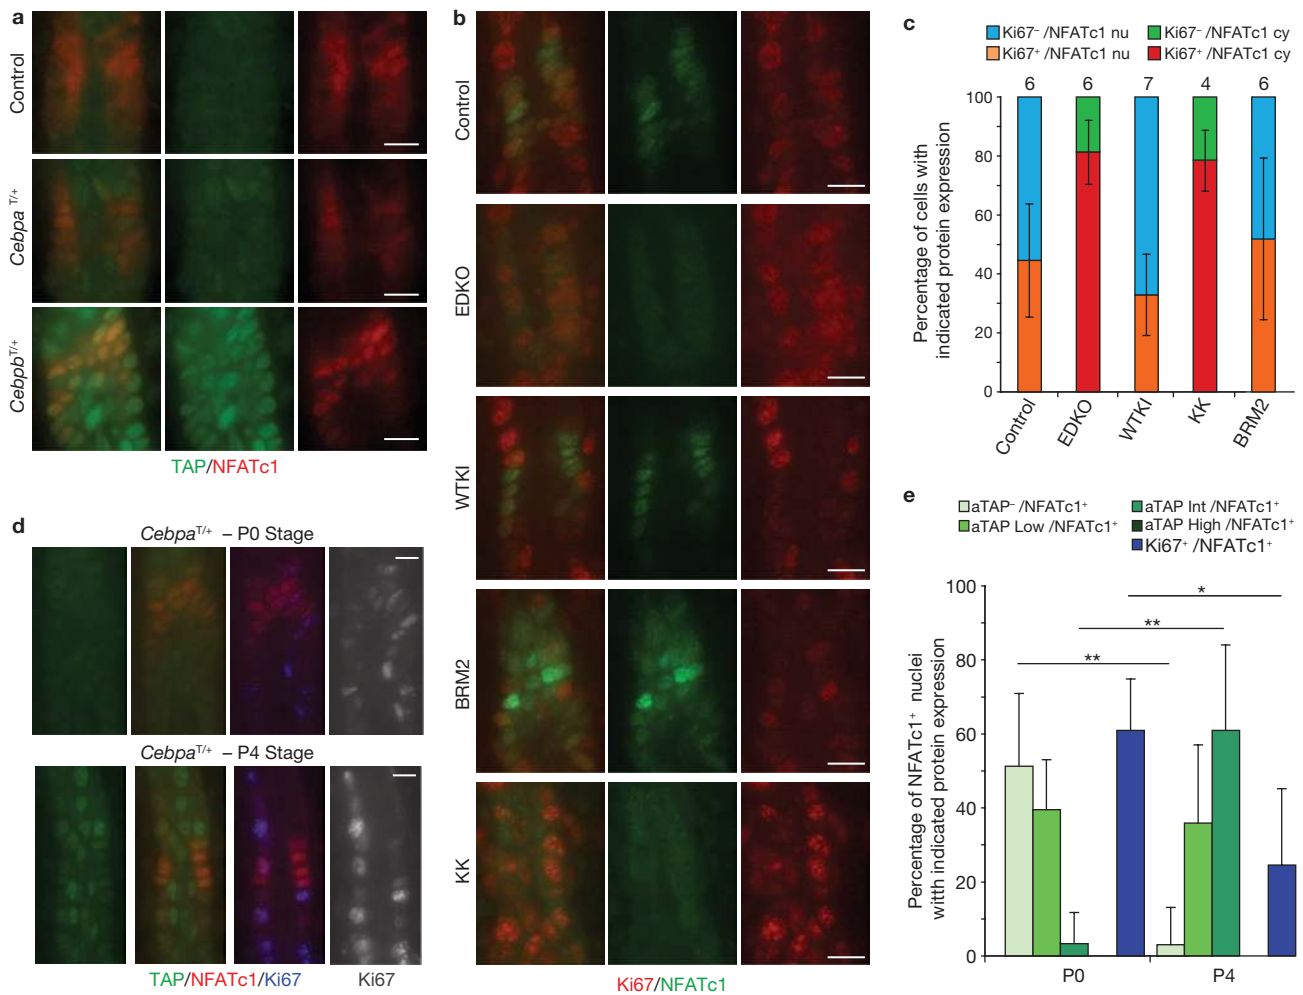 a
Control
Cebpa T/+
Cebpb T/+
TAP/NFATc1
b
Control
EDKO
WTKI
BRM2
KK
Ki67/NFATc1
c
Ki67⁻ /NFATc1 nu
Ki67⁻ /NFATc1 cy
Ki67⁺ /NFATc1 nu
Ki67⁺ /NFATc1 cy
6 6 7 4 6
Percentage of cells with
indicated protein expression
100
80
60
40
20
0
Control EDKO WTKI KK BRM2
d
Cebpa T/+ – P0 Stage
Cebpa T/+ – P4 Stage
TAP/NFATc1/Ki67 Ki67
e
aTAP⁻ /NFATc1⁺
aTAP Int /NFATc1⁺
aTAP Low /NFATc1⁺
aTAP High /NFATc1⁺
Ki67⁺ /NFATc1⁺
Percentage of NFATc1⁺ nuclei
witth indicated protein expression
100
80
60
40
20
0
*
**
**
P0 P4